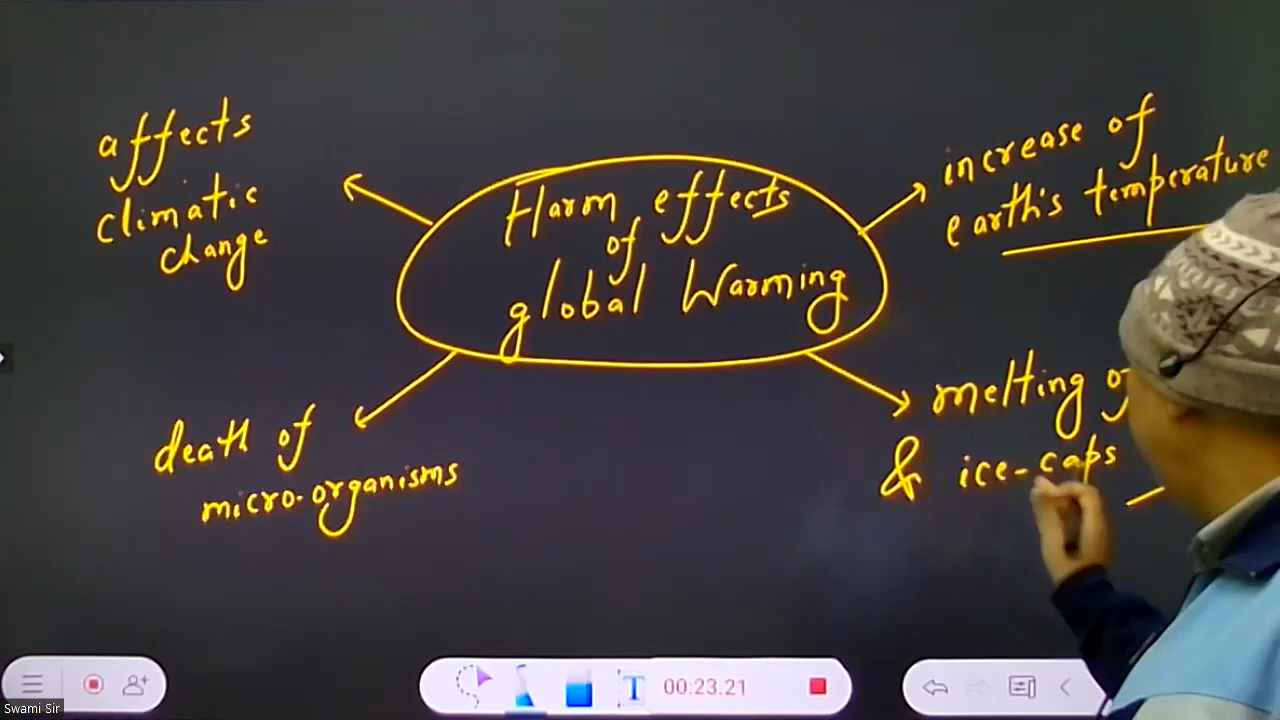 affects
climatic
change
Harm effects
of
global Warming
increase of
earth's temperature
death of
micro-organisms
melting of
& ice-caps
T 00:23.21
Swami Sir